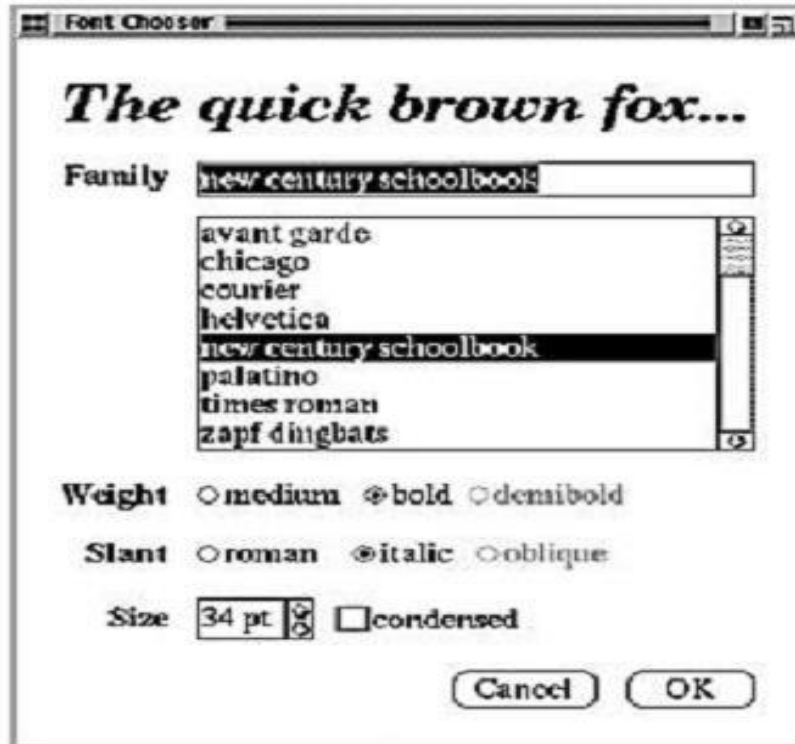 Font Chooser
The quick brown fox...
Family new century schoolbook
avant garde
chicago
courier
helvetica
new century schoolbook
palatino
times roman
zapf dingbats
Weight medium bold demibold
Slant roman italic oblique
Size 34 pt condensed
Cancel OK